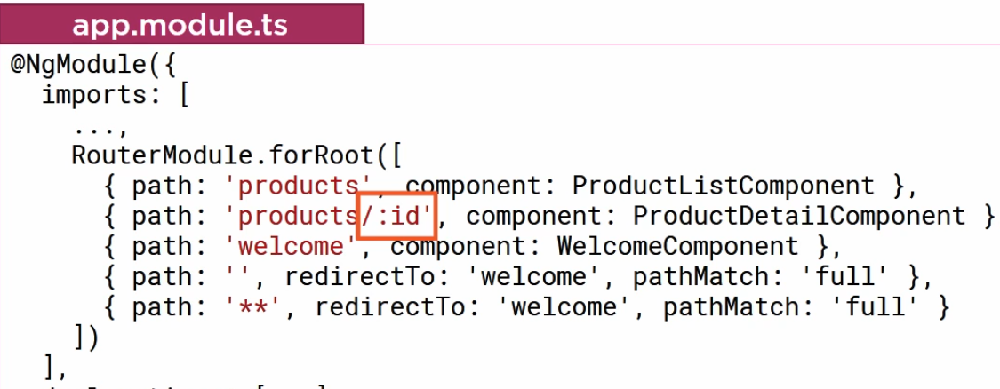 app.module.ts
@NgModule({
imports: [
...,
RouterModule.forRoot([
{ path: 'products', component: ProductListComponent },
{ path: 'products/:id', component: ProductDetailComponent }
{ path: 'welcome', component: WelcomeComponent },
{ path: '', redirectTo: 'welcome', pathMatch: 'full' },
{ path: '**', redirectTo: 'welcome', pathMatch: 'full' }
])
],